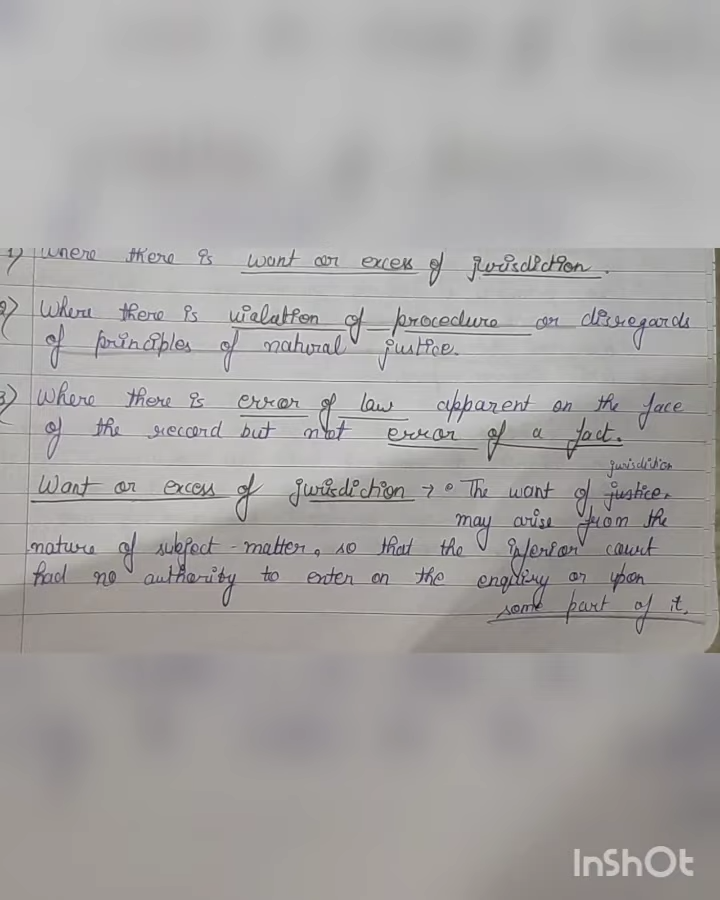 1) Where there is want or excess of jurisdiction.
2) Where there is violation of procedure or disregards
of principles of natural justice.
3) Where there is error of law apparent on the face
of the record but not error of a fact.
jurisdiction
Want or excess of jurisdiction → • The want of justice.
may arise from the
nature of subject-matter, so that the inferior court
had no authority to enter on the enquiry or upon
some part of it.
InShOt